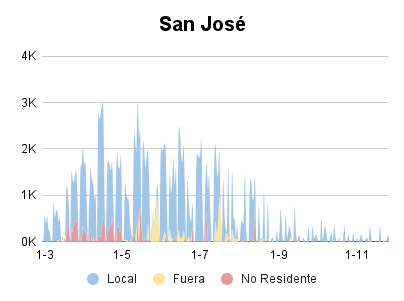 San José
4K
3K
2K
1K
0K
1-3 1-5 1-7 1-9 1-11
Local Fuera No Residente